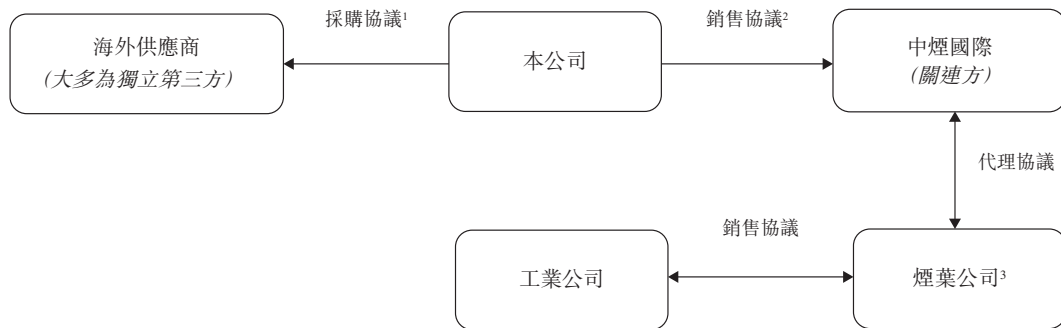 採購協議¹
銷售協議²
海外供應商
(大多為獨立第三方)
本公司
中煙國際
(關連方)
代理協議
銷售協議
工業公司
煙葉公司³